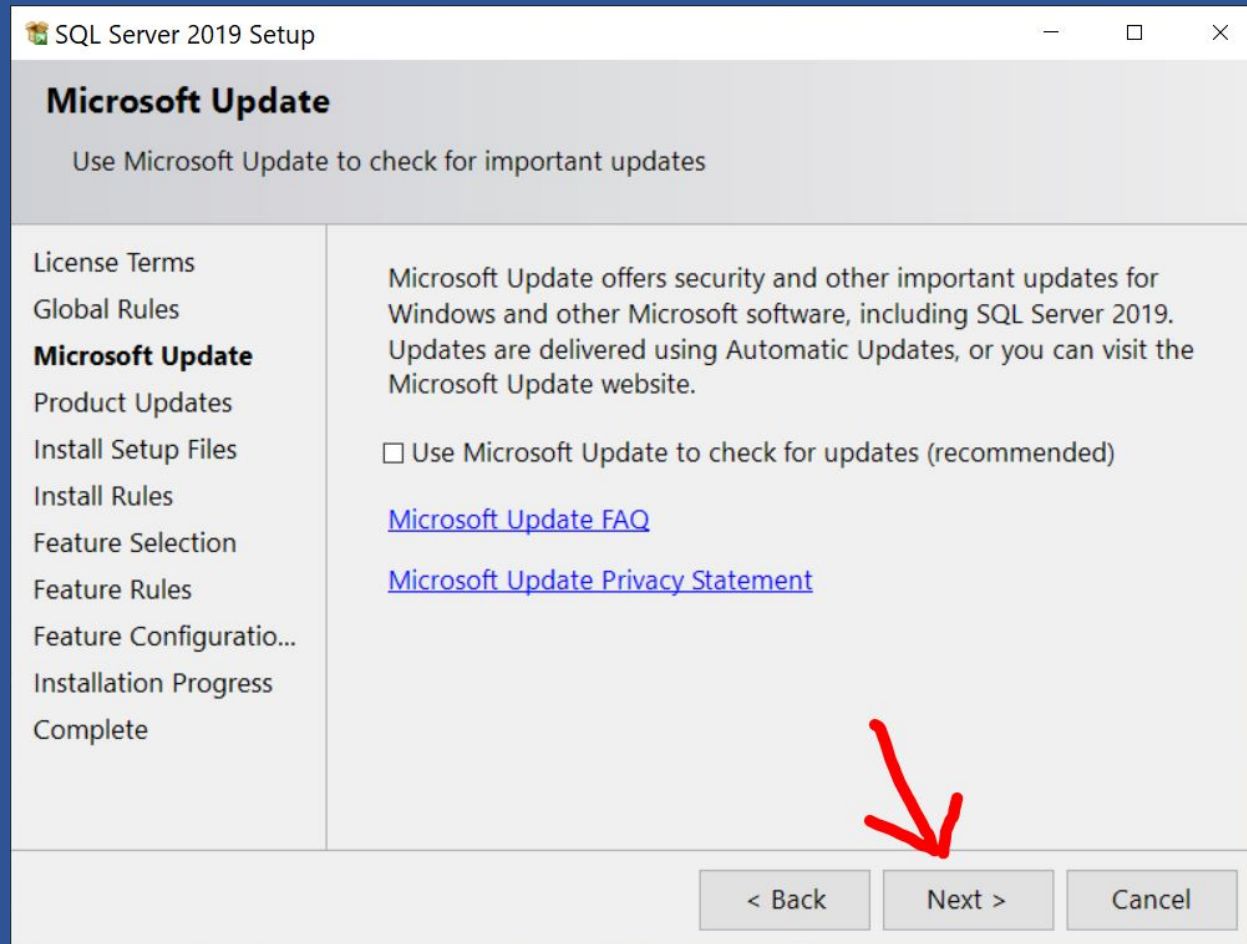 SQL Server 2019 Setup
Microsoft Update
Use Microsoft Update to check for important updates
License Terms
Global Rules
Microsoft Update
Product Updates
Install Setup Files
Install Rules
Feature Selection
Feature Rules
Feature Configuratio...
Installation Progress
Complete
Microsoft Update offers security and other important updates for
Windows and other Microsoft software, including SQL Server 2019.
Updates are delivered using Automatic Updates, or you can visit the
Microsoft Update website.
Use Microsoft Update to check for updates (recommended)
Microsoft Update FAQ
Microsoft Update Privacy Statement
< Back Next > Cancel